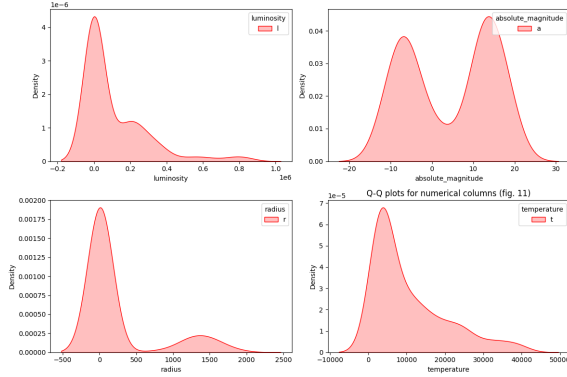 1e−6
luminosity
l
4
3
2
1
0
Density
−0.2 0.0 0.2 0.4 0.6 0.8 1.0
1e6
luminosity
absolute_magnitude
a
0.04
0.03
0.02
0.01
0.00
Density
−20 −10 0 10 20 30
absolute_magnitude
radius
r
0.00200
0.00175
0.00150
0.00125
0.00100
0.00075
0.00050
0.00025
0.00000
Density
−500 0 500 1000 1500 2000 2500
radius
Q-Q plots for numerical columns (fig. 11)
1e−5
temperature
t
7
6
5
4
3
2
1
0
Density
−10000 0 10000 20000 30000 40000 50000
temperature